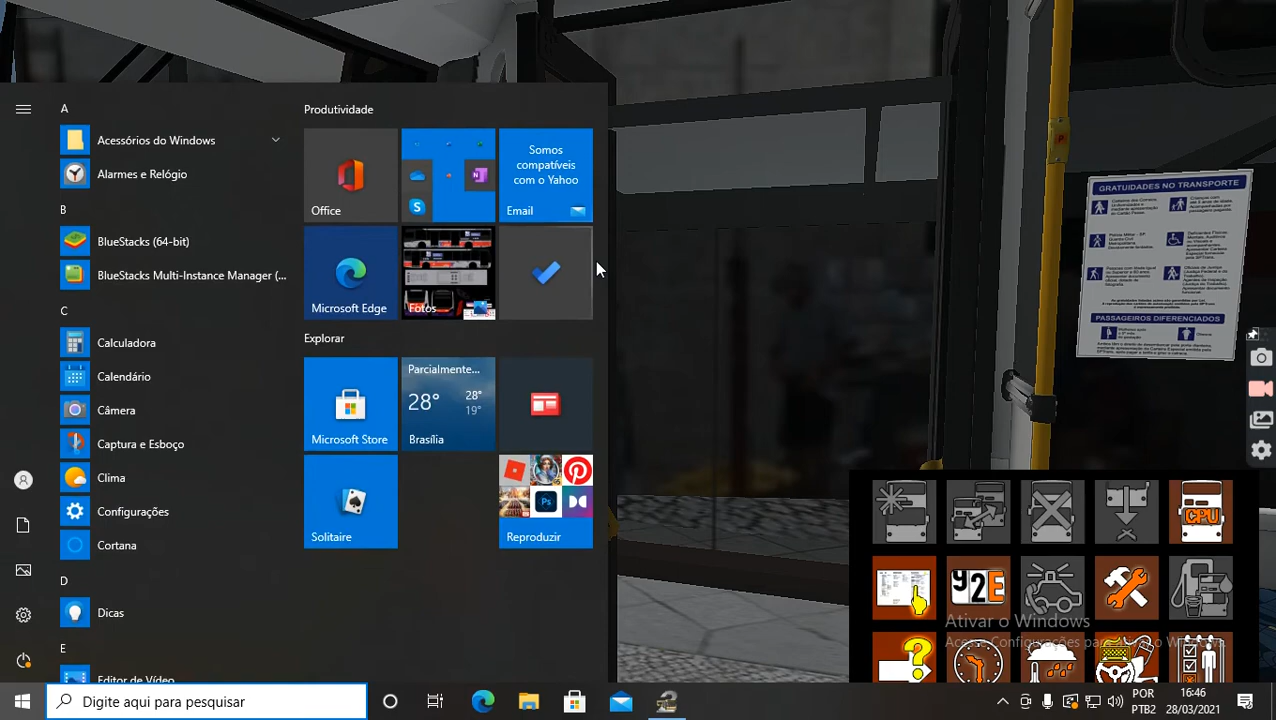 A
Acessórios do Windows
Alarmes e Relógio
B
BlueStacks (64-bit)
BlueStacks Multi-Instance Manager (...
C
Calculadora
Calendário
Câmera
Captura e Esboço
Clima
Configurações
Cortana
D
Dicas
E
Editor de Vídeo
Produtividade
Office
Somos
compatíveis
com o Yahoo
Email
Microsoft Edge
Fotos
Explorar
Microsoft Store
Parcialmente...
28°
28°
19°
Brasília
Solitaire
Ps
Reproduzir
GRATUIDADES NO TRANSPORTE
PASSAGEIROS DIFERENCIADOS
CPU
92E
Ativar o Windows
Digite aqui para pesquisar
POR
PTB2
16:46
28/03/2021